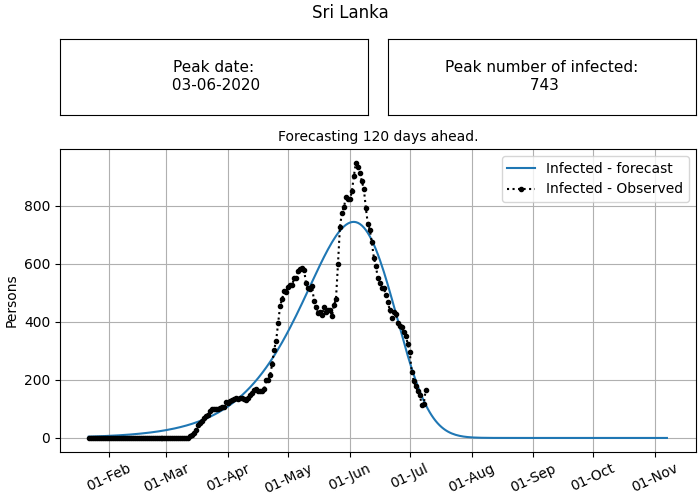 Sri Lanka
Peak date:
03-06-2020
Peak number of infected:
743
Forecasting 120 days ahead.
Infected - forecast
Infected - Observed
Persons
800
600
400
200
0
01-Feb
01-Mar
01-Apr
01-May
01-Jun
01-Jul
01-Aug
01-Sep
01-Oct
01-Nov